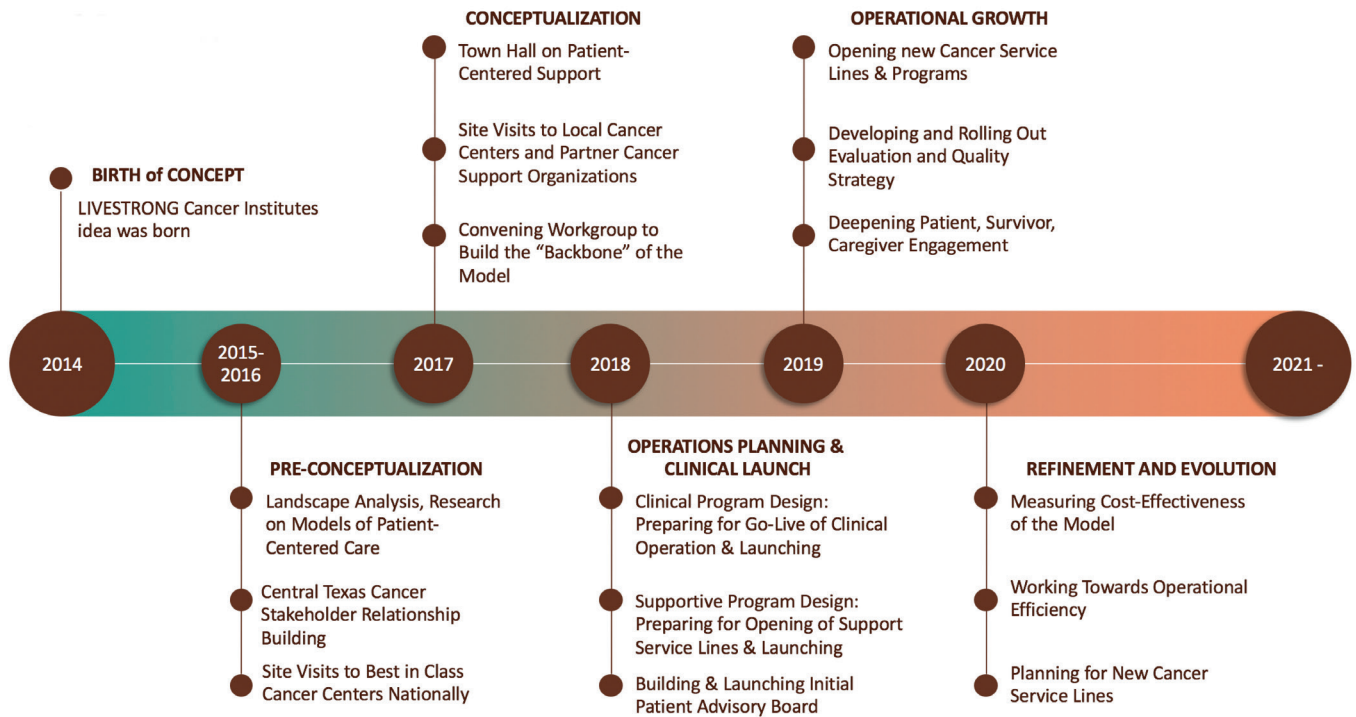 BIRTH of CONCEPT
LIVESTRONG Cancer Institutes
idea was born
CONCEPTUALIZATION
Town Hall on Patient-
Centered Support
Site Visits to Local Cancer
Centers and Partner Cancer
Support Organizations
Convening Workgroup to
Build the “Backbone” of the
Model
OPERATIONAL GROWTH
Opening new Cancer Service
Lines & Programs
Developing and Rolling Out
Evaluation and Quality
Strategy
Deepening Patient, Survivor,
Caregiver Engagement
2014
2015-
2016
2017
2018
2019
2020
2021 -
PRE-CONCEPTUALIZATION
Landscape Analysis, Research
on Models of Patient-
Centered Care
Central Texas Cancer
Stakeholder Relationship
Building
Site Visits to Best in Class
Cancer Centers Nationally
OPERATIONS PLANNING &
CLINICAL LAUNCH
Clinical Program Design:
Preparing for Go-Live of Clinical
Operation & Launching
Supportive Program Design:
Preparing for Opening of Support
Service Lines & Launching
Building & Launching Initial
Patient Advisory Board
REFINEMENT AND EVOLUTION
Measuring Cost-Effectiveness
of the Model
Working Towards Operational
Efficiency
Planning for New Cancer
Service Lines